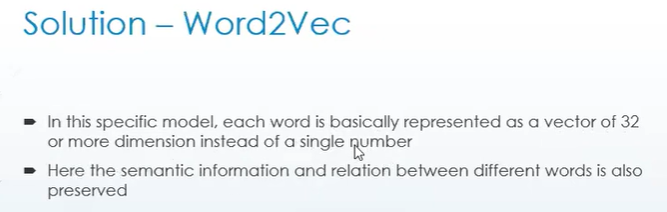 Solution – Word2Vec
In this specific model, each word is basically represented as a vector of 32
or more dimension instead of a single number
Here the semantic information and relation between different words is also
preserved